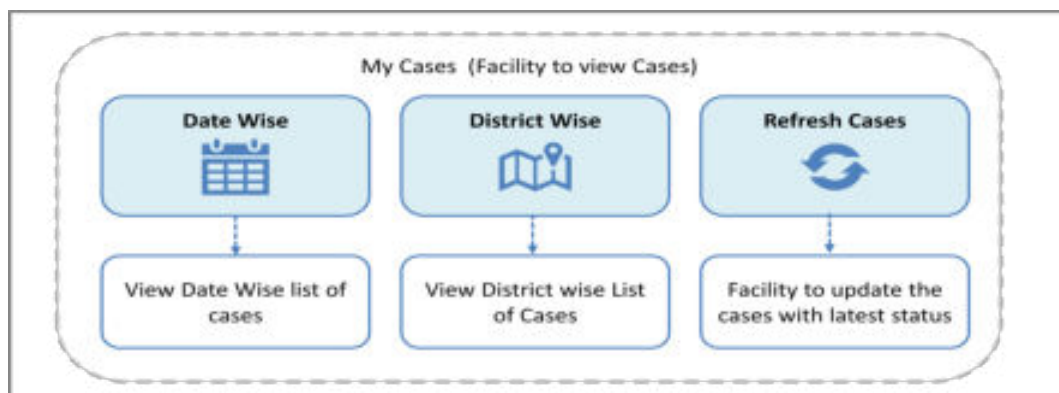 My Cases (Facility to view Cases)
Date Wise
District Wise
Refresh Cases
View Date Wise list of
cases
View District wise List
of Cases
Facility to update the
cases with latest status